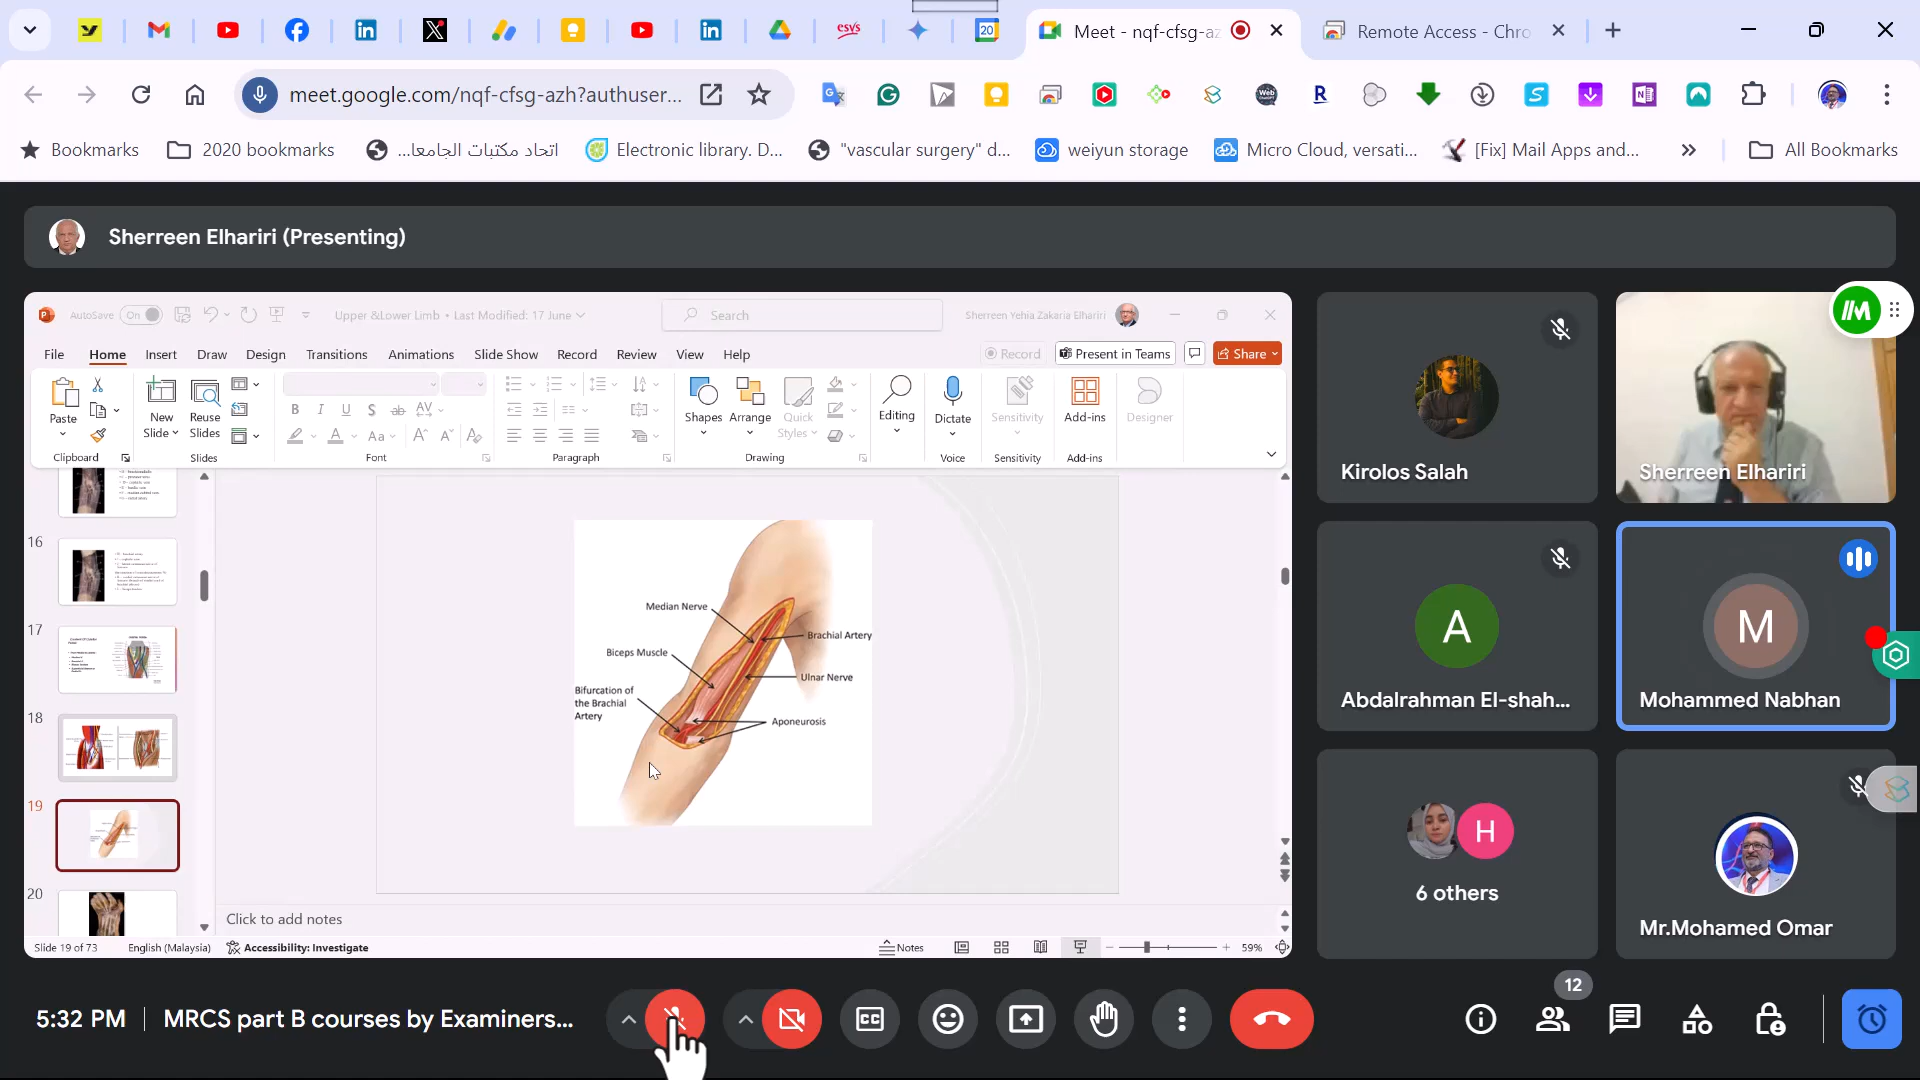 esvs
20
Meet - nqf-cfsg-az
Remote Access - Chro
meet.google.com/nqf-cfsg-azh?authuser...
Bookmarks
2020 bookmarks
اتحاد مكتبات الجامعا...
Electronic library. D...
"vascular surgery" d...
weiyun storage
Micro Cloud, versati...
[Fix] Mail Apps and...
All Bookmarks
Sherreen Elhariri (Presenting)
AutoSave On
Upper &Lower Limb • Last Modified: 17 June
Search
Sherreen Yehia Zakaria Elhariri
File Home Insert Draw Design Transitions Animations Slide Show Record Review View Help
Record
Present in Teams
Share
Paste
New Slide
Reuse Slides
Shapes
Arrange
Quick Styles
Editing
Dictate
Sensitivity
Add-ins
Designer
Clipboard
Slides
Font
Paragraph
Drawing
Voice
Sensitivity
Add-ins
16
17
18
19
20
Median Nerve
Brachial Artery
Biceps Muscle
Ulnar Nerve
Bifurcation of
the Brachial
Artery
Aponeurosis
Click to add notes
Slide 19 of 73
English (Malaysia)
Accessibility: Investigate
Notes
59%
Kirolos Salah
Sherreen Elhariri
A
Abdalrahman El-shah...
M
Mohammed Nabhan
H
6 others
Mr.Mohamed Omar
5:32 PM
MRCS part B courses by Examiners...
12